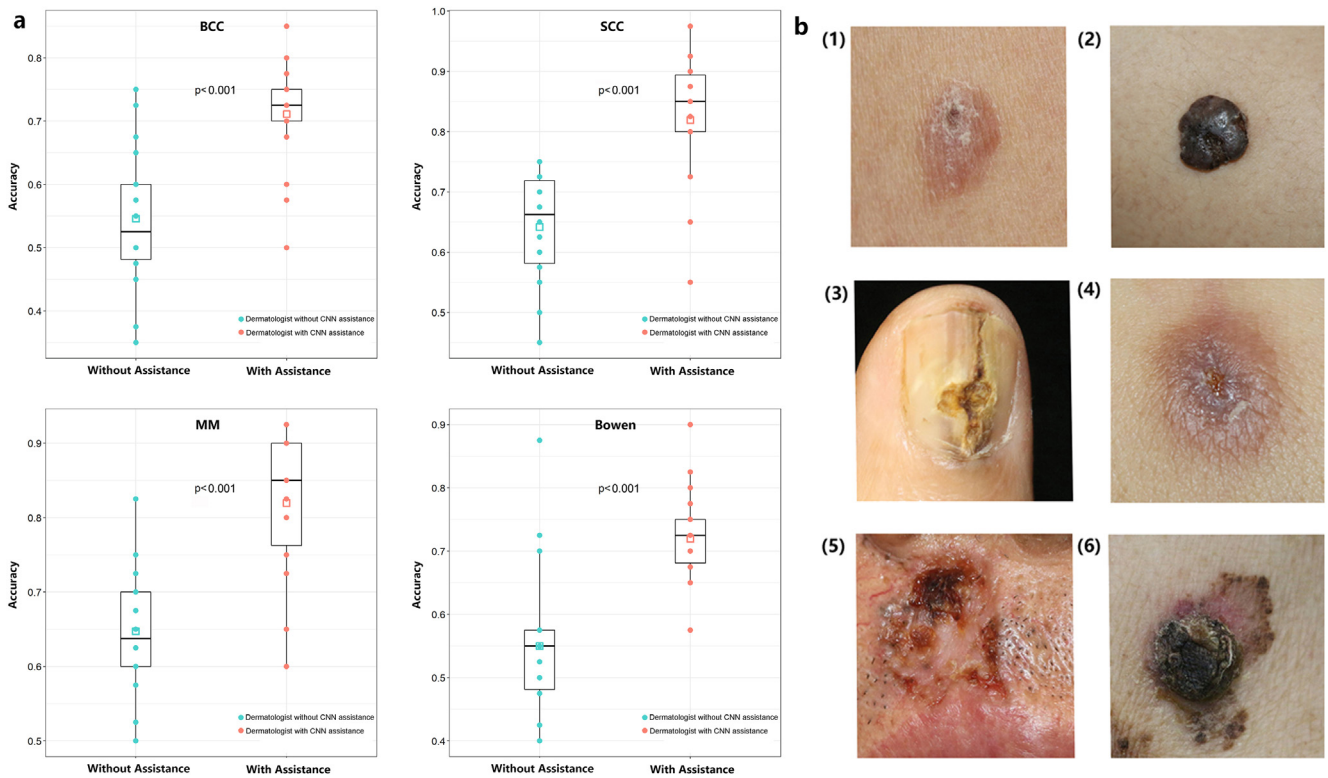 a
BCC
p<0.001
Accuracy
0.8
0.7
0.6
0.5
0.4
Dermatologist without CNN assistance
Dermatologist with CNN assistance
Without Assistance With Assistance
SCC
p<0.001
Accuracy
1.0
0.9
0.8
0.7
0.6
0.5
Dermatologist without CNN assistance
Dermatologist with CNN assistance
Without Assistance With Assistance
MM
p<0.001
Accuracy
0.9
0.8
0.7
0.6
0.5
Dermatologist without CNN assistance
Dermatologist with CNN assistance
Without Assistance With Assistance
Bowen
p<0.001
Accuracy
0.9
0.8
0.7
0.6
0.5
0.4
Dermatologist without CNN assistance
Dermatologist with CNN assistance
Without Assistance With Assistance
b
(1)
(2)
(3)
(4)
(5)
(6)